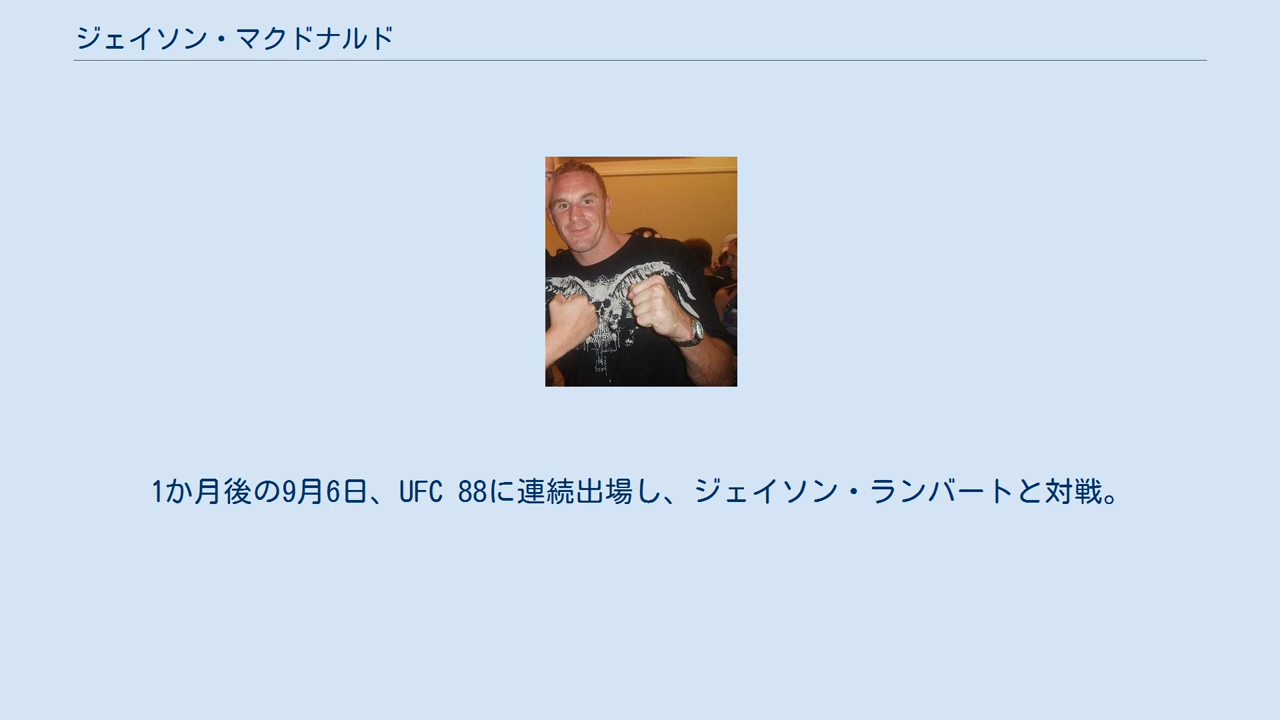 ジェイソン・マクドナルド
1か月後の9月6日、UFC 88に連続出場し、ジェイソン・ランバートと対戦。